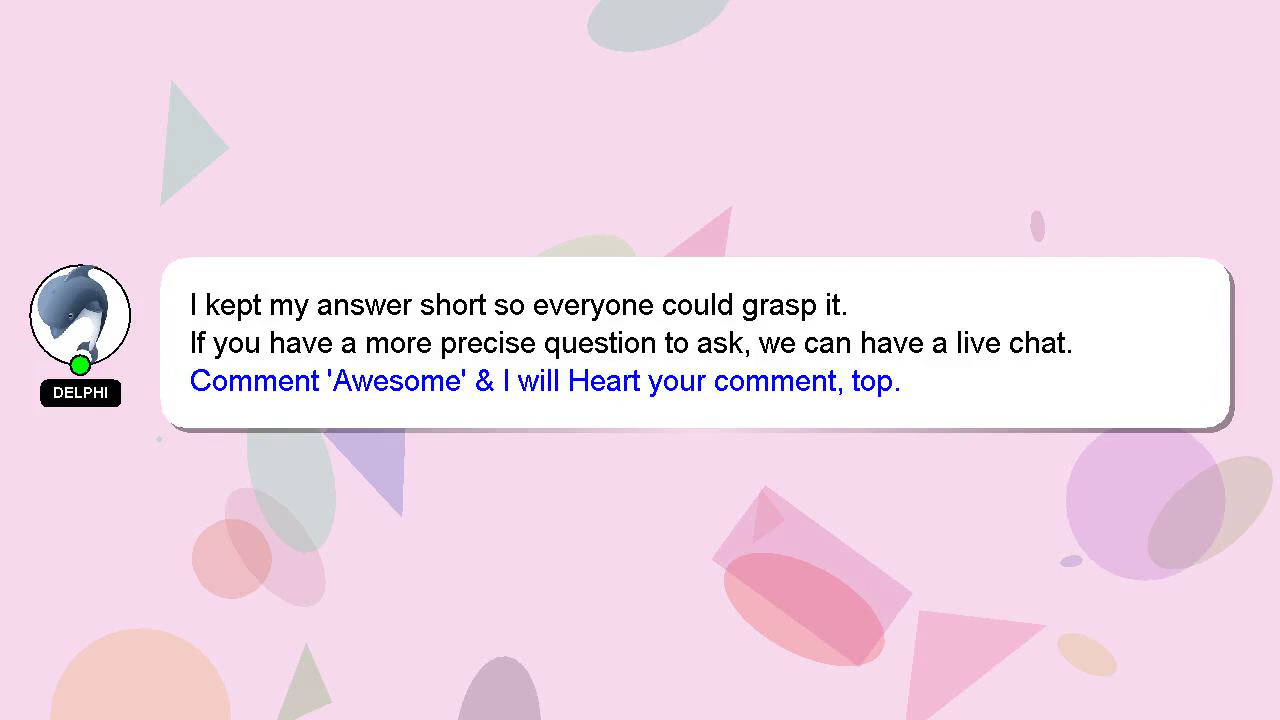 I kept my answer short so everyone could grasp it.
If you have a more precise question to ask, we can have a live chat.
Comment 'Awesome' & I will Heart your comment, top.
DELPHI